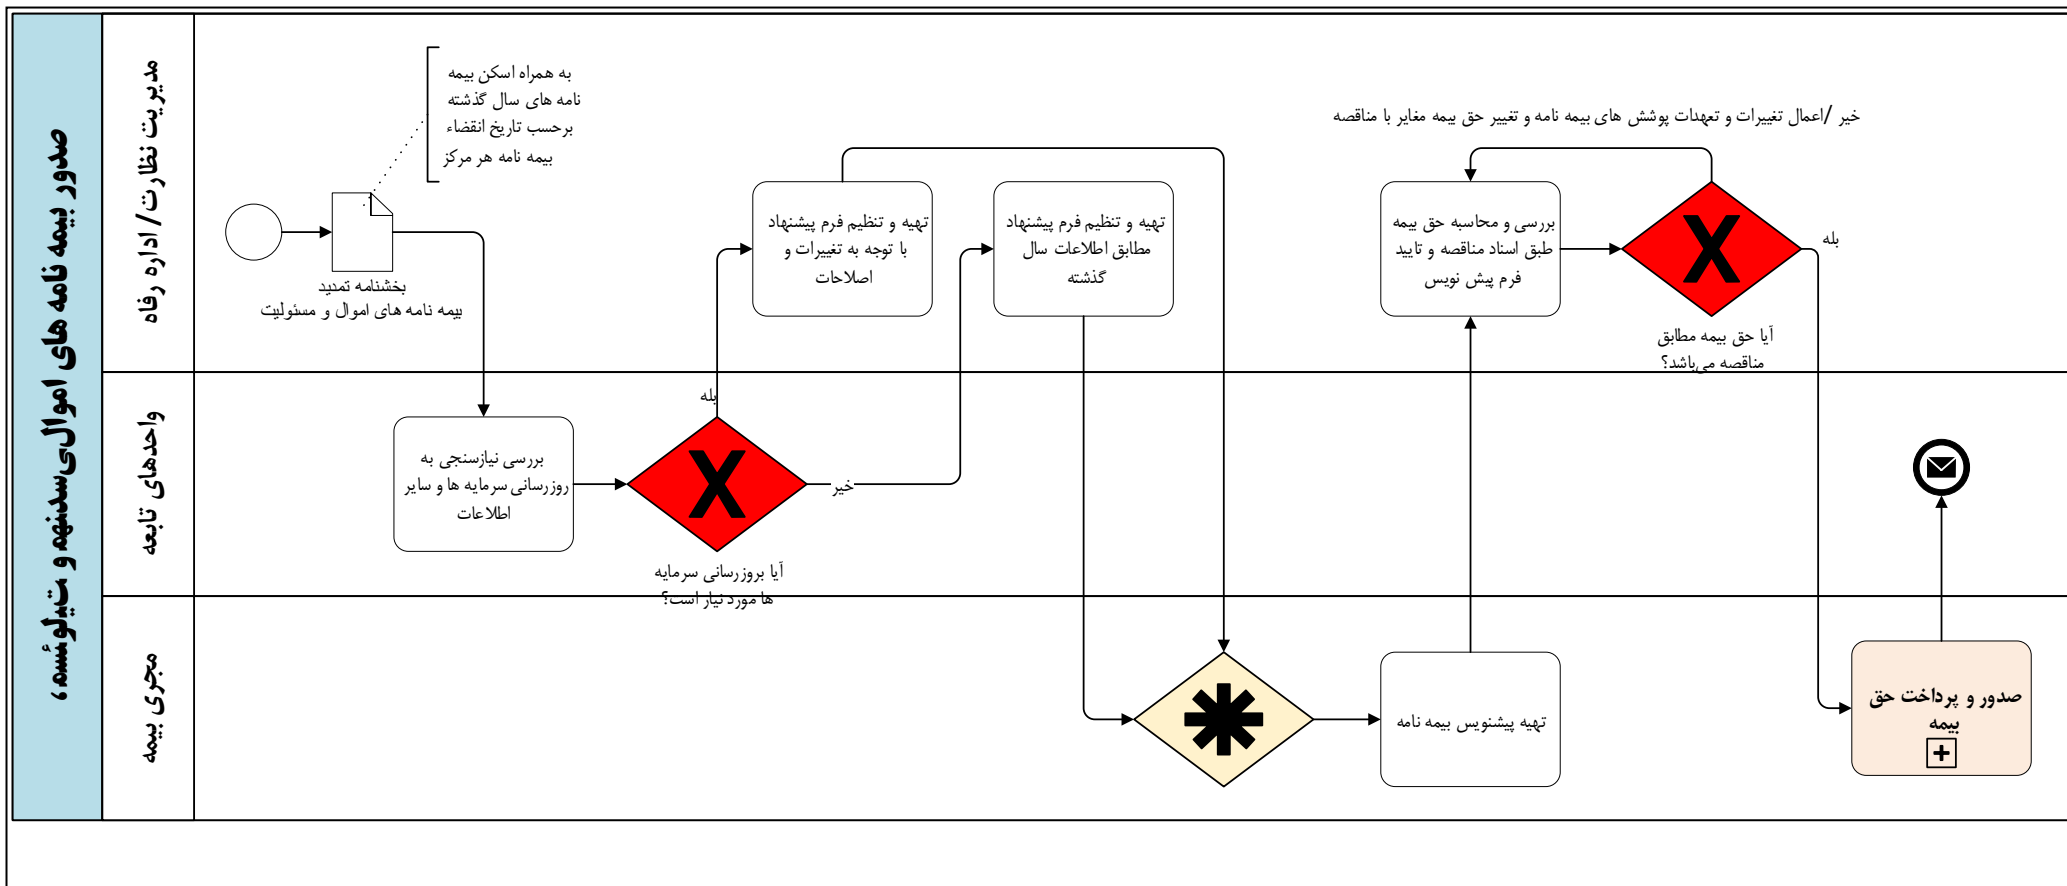 صدور بیمه نامه های اموال
مدیریت نظارت/ اداره رفاه
به همراه اسکن بیمه
نامه های سال گذشته
برحسب تاریخ انقضاء
بیمه نامه هر مرکز
بخشنامه تمدید
بیمه نامه های اموال و مسئولیت
تهیه و تنظیم فرم پیشنهاد
با توجه به تغییرات و
اصلاحات
تهیه و تنظیم فرم پیشنهاد
مطابق اطلاعات سال
گذشته
خیر /اعمال تغییرات و تعهدات پوشش های بیمه نامه و تغییر حق بیمه مغایر با مناقصه
بررسی و محاسبه حق بیمه
طبق اسناد مناقصه و تایید
فرم پیش نویس
بله
آیا حق بیمه مطابق
مناقصه می‌باشد؟
واحدهای تابعه
بررسی نیازسنجی به
روزرسانی سرمایه ها و سایر
اطلاعات
بله
خیر
آیا بروزرسانی سرمایه
ها مورد نیاز است؟
مجری بیمه
تهیه پیشنویس بیمه نامه
صدور و پرداخت حق
بیمه